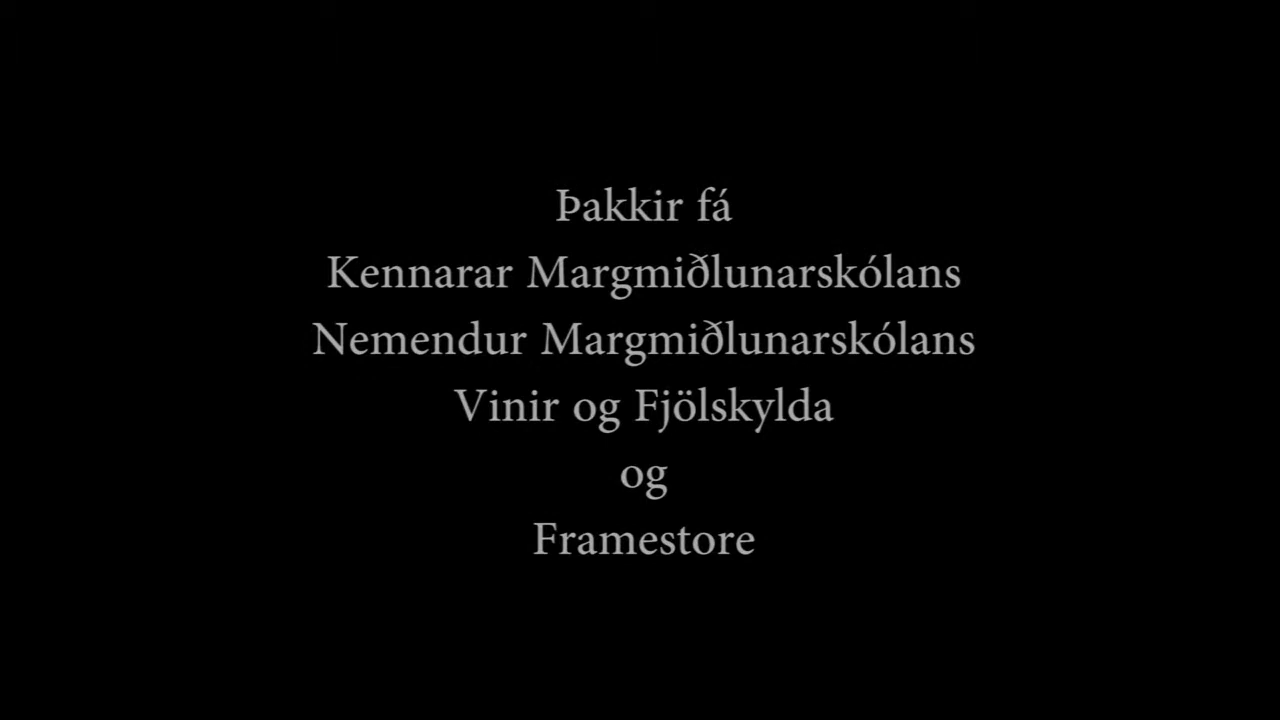 Þakkir fá
Kennarar Margmiðlunarskólans
Nemendur Margmiðlunarskólans
Vinir og Fjölskylda
og
Framestore